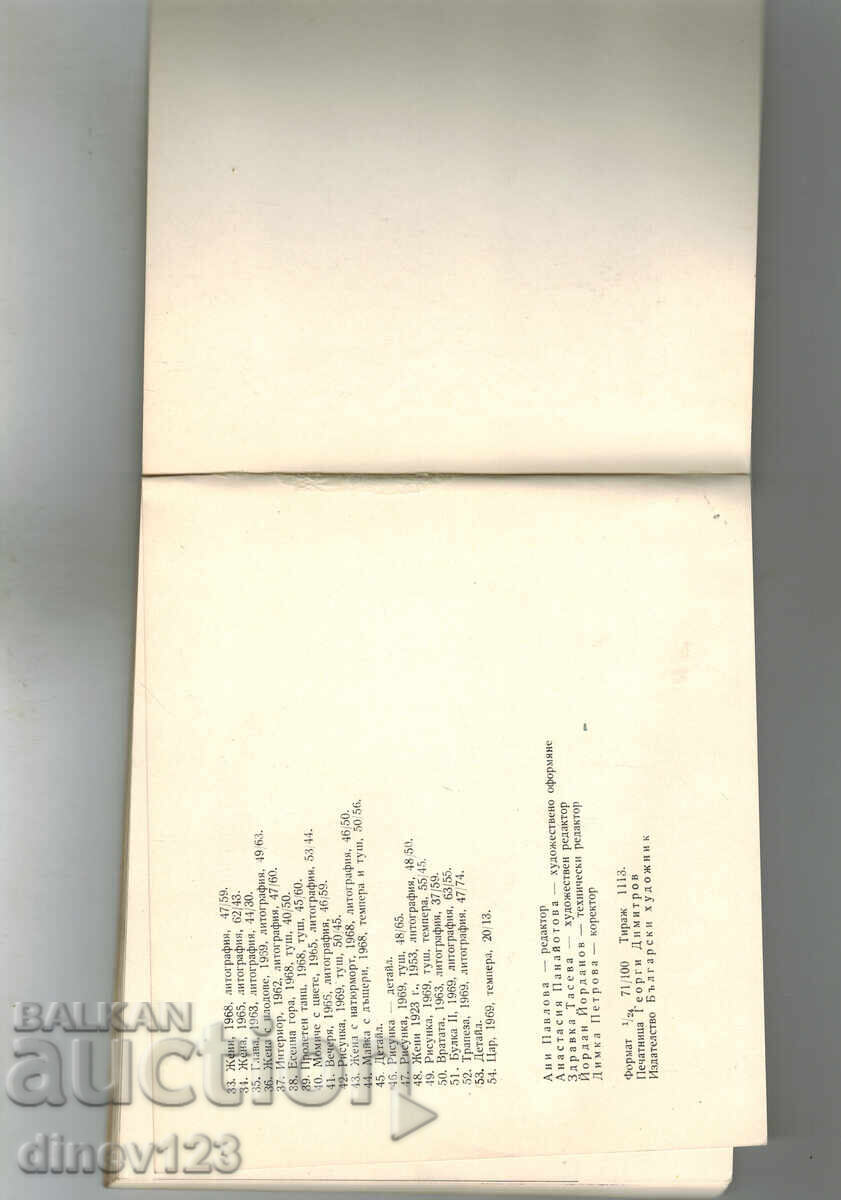 33. Жени, 1968. литография, 47/59.
34. Жена, 1965, литография, 62/43.
35. Глава, 1963, литография, 44/30.
36. Жена с плодове, 1959, литография, 49/63.
37. Интериор, 1962, литография, 47/60.
38. Есенна гора, 1968, туш, 40/50.
39. Пролетен танц. 1968, туш, 45/60.
40. Момиче с цвете, 1965, литография, 53/44.
41. Вечеря, 1965, литография, 46/59.
42. Рисунка, 1969, туш, 50/45.
43. Жена с натюрморт, 1968, литография, 46/50.
44. Майка с дъщери, 1968, темпера и туш, 50/56.
45. Детайл.
46. Рисунка — детайл.
47. Рисунка, 1969, туш, 48/65.
48. Жени 1923 г., 1953, литография, 48/50.
49. Рисунка, 1969, туш, темпера, 55/45.
50. Вратата, 1963, литография, 37/59.
51. Булка II, 1969, литография, 63/55.
52. Трапеза, 1969, литография, 47/74.
53. Детайл.
54. Цар, 1969, темпера, 20/13.
Ани Павлова — редактор
Анастасия Панайотова — художествено оформяне
Здравка Тасева — художествен редактор
Йордан Йорданов — технически редактор
Димка Петрова — коректор
Формат 1/24 71/100 Тираж 1113.
Печатница Георги Димитров
Издателство Български художник
BALKAN
auction
dinev123